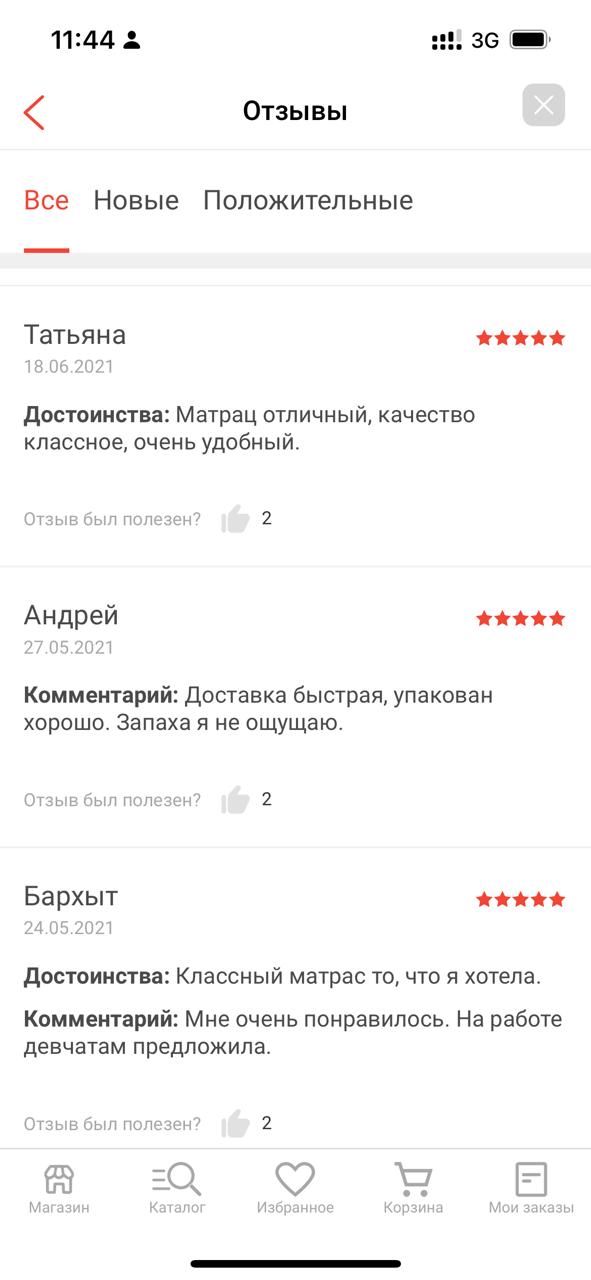 11:44
3G
Отзывы
Все Новые Положительные
Татьяна
18.06.2021
Достоинства: Матрац отличный, качество
классное, очень удобный.
Отзыв был полезен? 2
Андрей
27.05.2021
Комментарий: Доставка быстрая, упакован
хорошо. Запаха я не ощущаю.
Отзыв был полезен? 2
Бархыт
24.05.2021
Достоинства: Классный матрас то, что я хотела.
Комментарий: Мне очень понравилось. На работе
девчатам предложила.
Отзыв был полезен? 2
Магазин Каталог Избранное Корзина Мои заказы